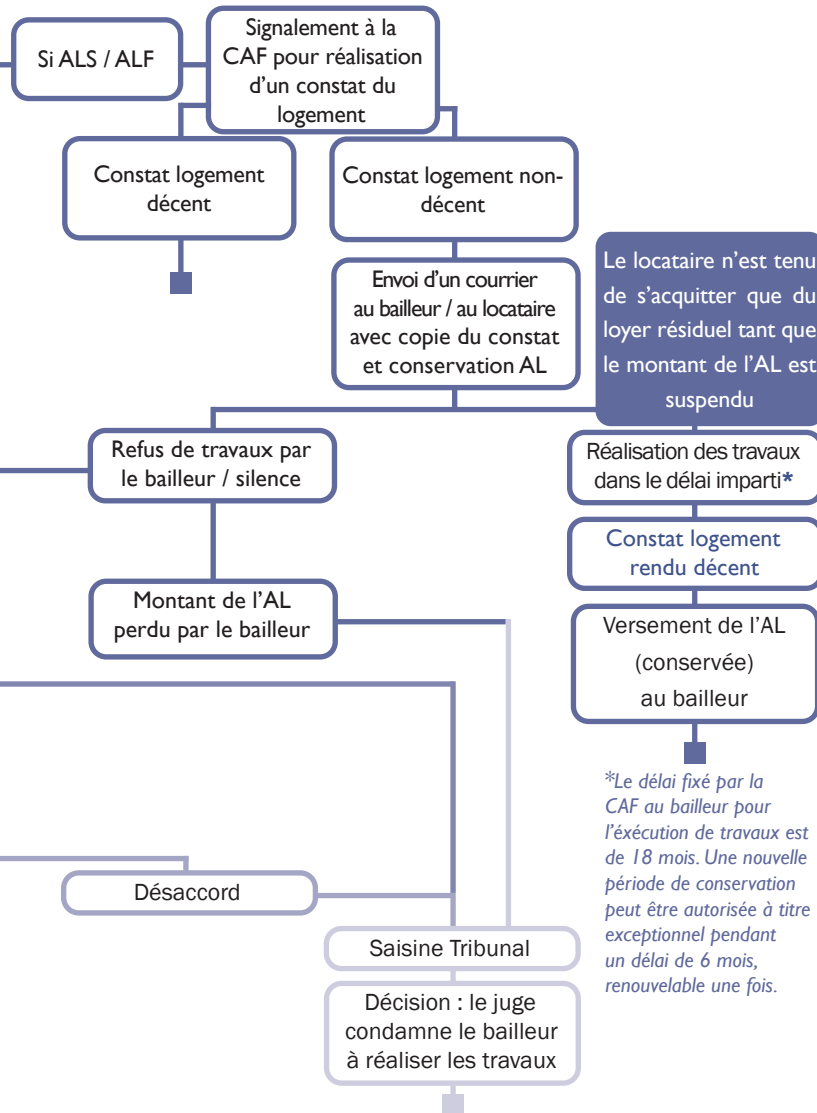 Si ALS / ALF
Signalement à la
CAF pour réalisation
d'un constat du
logement
Constat logement
décent
Constat logement non-
décent
Envoi d'un courrier
au bailleur / au locataire
avec copie du constat
et conservation AL
Le locataire n'est tenu
de s'acquitter que du
loyer résiduel tant que
le montant de l'AL est
suspendu
Refus de travaux par
le bailleur / silence
Réalisation des travaux
dans le délai imparti*
Constat logement
rendu décent
Montant de l'AL
perdu par le bailleur
Versement de l'AL
(conservée)
au bailleur
*Le délai fixé par la
CAF au bailleur pour
l'éxécution de travaux est
de 18 mois. Une nouvelle
période de conservation
peut être autorisée à titre
exceptionnel pendant
un délai de 6 mois,
renouvelable une fois.
Désaccord
Saisine Tribunal
Décision : le juge
condamne le bailleur
à réaliser les travaux